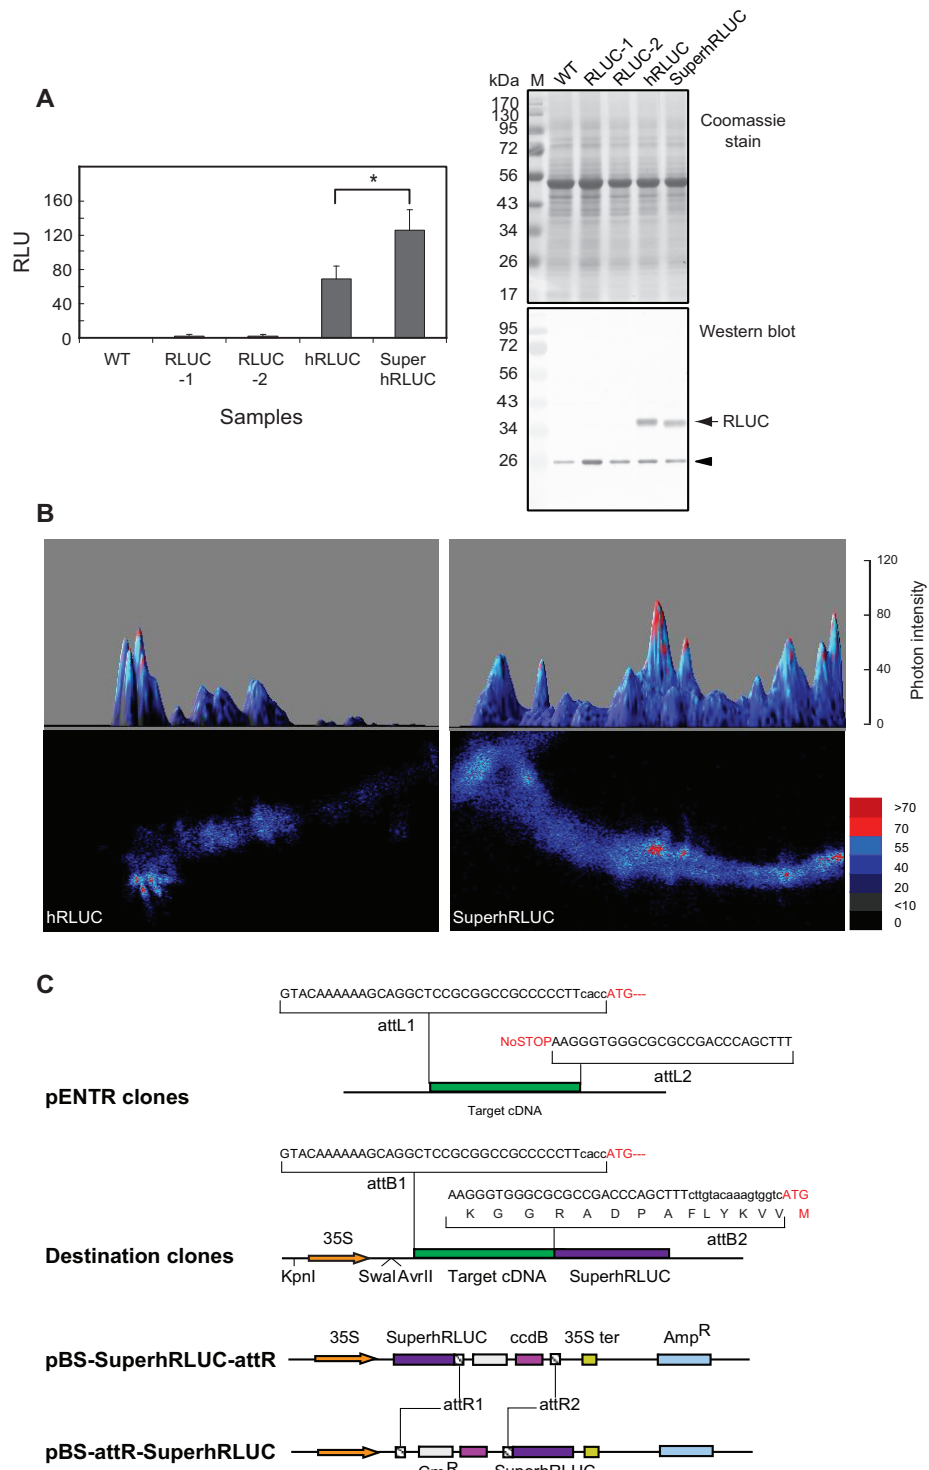 A
RLU
160
120
80
40
0
*
WT
RLUC -1
RLUC -2
hRLUC
Super hRLUC
Samples
kDa M WT RLUC-1 RLUC-2 hRLUC SuperhRLUC
170
130
95
72
56
43
34
26
17
Coomassie stain
95
72
56
43
34
26
Western blot
RLUC
B
120
80
40
0
Photon intensity
hRLUC
SuperhRLUC
>70
70
55
40
20
<10
0
C
GTACAAAAAAGCAGGCTCCGCGGCCGCCCCCTTcaccATG---
attL1
NoSTOPAAGGGTGGGCGCGCCGACCCAGCTTT
attL2
pENTR clones
Target cDNA
GTACAAAAAAGCAGGCTCCGCGGCCGCCCCCTTcaccATG---
attB1
AAGGGTGGGCGCGCCGACCCAGCTTTcttgtacaaagtggtcATG
K G G R A D P A F L Y K V V M
attB2
Destination clones
35S
KpnI
SwaI AvrII
Target cDNA
SuperhRLUC
pBS-SuperhRLUC-attR
35S
SuperhRLUC
ccdB
35S ter
AmpR
attR1
attR2
pBS-attR-SuperhRLUC
CmR
SuperhRLUC